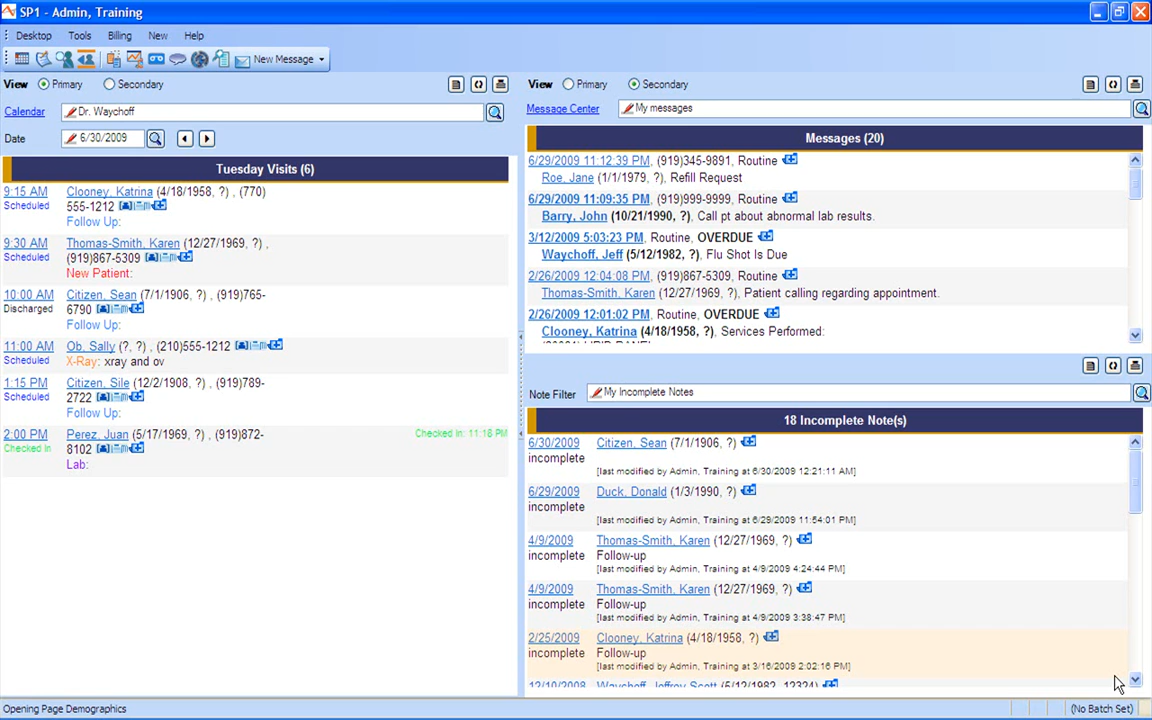 SP1 - Admin, Training
Desktop Tools Billing New Help
New Message
View Primary Secondary
Calendar Dr. Waychoff
Date 6/30/2009
Tuesday Visits (6)
9:15 AM Clooney, Katrina (4/18/1958, ?) , (770)
Scheduled 555-1212
Follow Up:
9:30 AM Thomas-Smith, Karen (12/27/1969, ?) ,
Scheduled (919)867-5309
New Patient:
10:00 AM Citizen, Sean (7/1/1906, ?) , (919)765-
Discharged 6790
Follow Up:
11:00 AM Ob, Sally (?, ?) , (210)555-1212
Scheduled X-Ray: xray and ov
1:15 PM Citizen, Sile (12/2/1908, ?) , (919)789-
Scheduled 2722
Follow Up:
2:00 PM Perez, Juan (5/17/1969, ?) , (919)872- Checked In: 11:18 PM
Checked In 8102
Lab:
View Primary Secondary
Message Center My messages
Messages (20)
6/29/2009 11:12:39 PM, (919)345-9891, Routine
Roe, Jane (1/1/1979, ?), Refill Request
6/29/2009 11:09:35 PM, (919)999-9999, Routine
Barry, John (10/21/1990, ?), Call pt about abnormal lab results.
3/12/2009 5:03:23 PM, Routine, OVERDUE
Waychoff, Jeff (5/12/1982, ?), Flu Shot Is Due
2/26/2009 12:04:08 PM, (919)867-5309, Routine
Thomas-Smith, Karen (12/27/1969, ?), Patient calling regarding appointment.
2/26/2009 12:01:02 PM, Routine, OVERDUE
Clooney, Katrina (4/18/1958, ?), Services Performed:
Note Filter My Incomplete Notes
18 Incomplete Note(s)
6/30/2009 Citizen, Sean (7/1/1906, ?)
incomplete
[last modified by Admin, Training at 6/30/2009 12:21:11 AM]
6/29/2009 Duck, Donald (1/3/1990, ?)
incomplete
[last modified by Admin, Training at 6/29/2009 11:54:01 PM]
4/9/2009 Thomas-Smith, Karen (12/27/1969, ?)
incomplete Follow-up
[last modified by Admin, Training at 4/9/2009 4:24:44 PM]
4/9/2009 Thomas-Smith, Karen (12/27/1969, ?)
incomplete Follow-up
[last modified by Admin, Training at 4/9/2009 3:38:47 PM]
2/25/2009 Clooney, Katrina (4/18/1958, ?)
incomplete Follow-up
[last modified by Admin, Training at 3/16/2009 2:02:16 PM]
12/10/2008 Waychoff, Jeffrey Scott (5/12/1982, 12324)
Opening Page Demographics (No Batch Set)